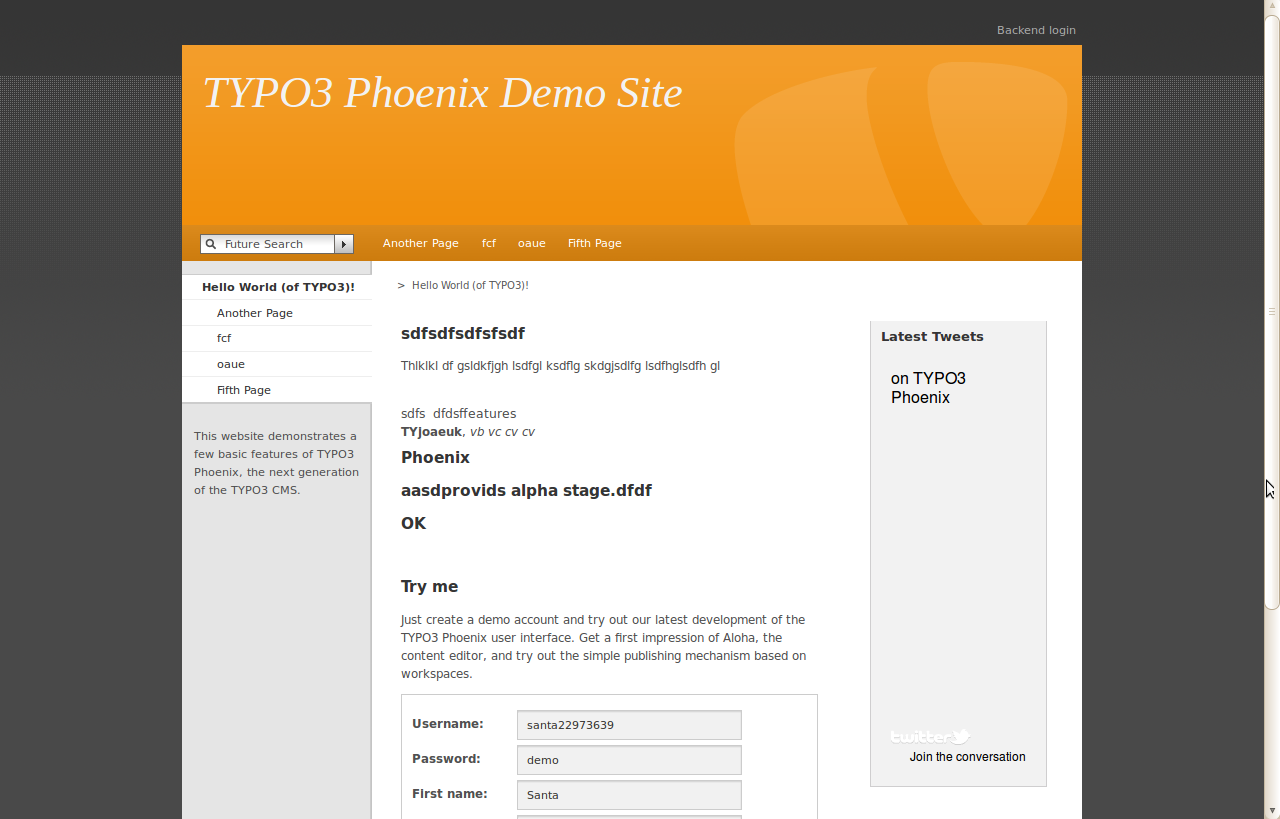 Backend login
TYPO3 Phoenix Demo Site
Future Search
Another Page fcf oaue Fifth Page
Hello World (of TYPO3)!
Another Page
fcf
oaue
Fifth Page
This website demonstrates a
few basic features of TYPO3
Phoenix, the next generation
of the TYPO3 CMS.
> Hello World (of TYPO3)!
sdfsdfsdfsfsdf
Thlklkl df gsldkfjgh lsdfgl ksdflg skdgjsdlfg lsdfhglsdfh gl
sdfs dfdsffeatures
TYjoaeuk, vb vc cv cv
Phoenix
aasdprovids alpha stage.dfdf
OK
Try me
Just create a demo account and try out our latest development of the
TYPO3 Phoenix user interface. Get a first impression of Aloha, the
content editor, and try out the simple publishing mechanism based on
workspaces.
Username: santa22973639
Password: demo
First name: Santa
Latest Tweets
on TYPO3
Phoenix
twitter
Join the conversation